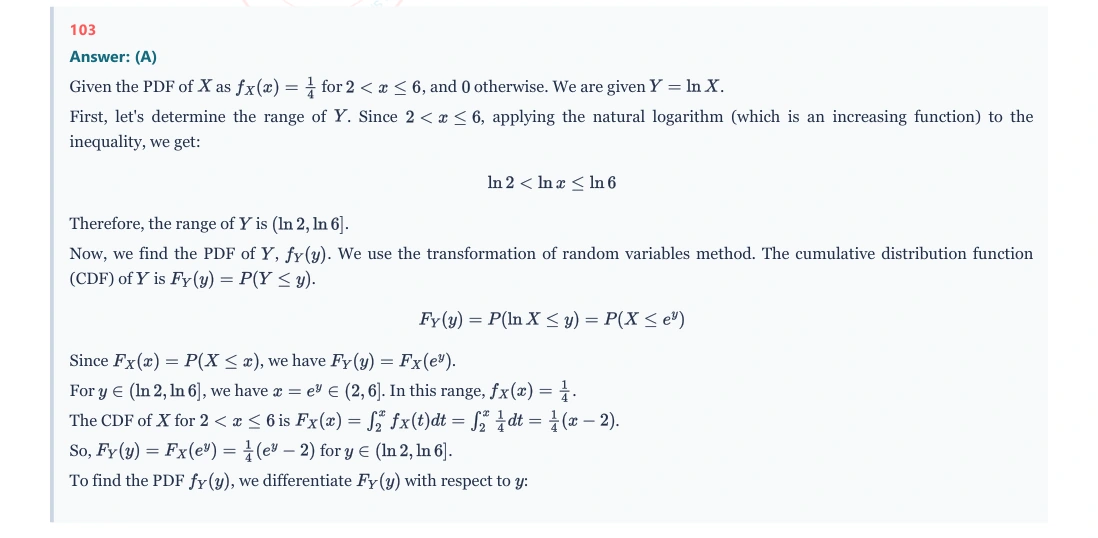 103
Answer: (A)
Given the PDF of X as f_X(x) = 1/4 for 2 < x ≤ 6, and 0 otherwise. We are given Y = ln X.
First, let's determine the range of Y. Since 2 < x ≤ 6, applying the natural logarithm (which is an increasing function) to the
inequality, we get:
ln 2 < ln x ≤ ln 6
Therefore, the range of Y is (ln 2, ln 6].
Now, we find the PDF of Y, f_Y(y). We use the transformation of random variables method. The cumulative distribution function
(CDF) of Y is F_Y(y) = P(Y ≤ y).
F_Y(y) = P(ln X ≤ y) = P(X ≤ e^y)
Since F_X(x) = P(X ≤ x), we have F_Y(y) = F_X(e^y).
For y ∈ (ln 2, ln 6], we have x = e^y ∈ (2, 6]. In this range, f_X(x) = 1/4.
The CDF of X for 2 < x ≤ 6 is F_X(x) = ∫_2^x f_X(t)dt = ∫_2^x 1/4 dt = 1/4(x − 2).
So, F_Y(y) = F_X(e^y) = 1/4(e^y − 2) for y ∈ (ln 2, ln 6].
To find the PDF f_Y(y), we differentiate F_Y(y) with respect to y: